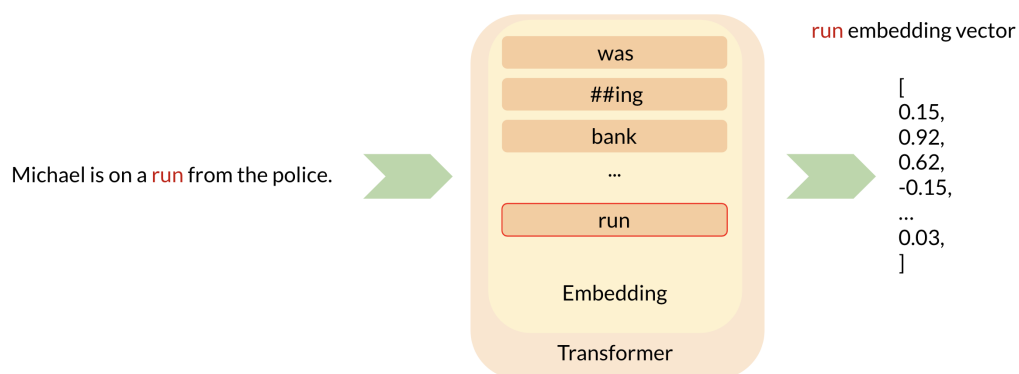 Michael is on a run from the police.
was
##ing
bank
...
run
Embedding
Transformer
run embedding vector
[
0.15,
0.92,
0.62,
-0.15,
...
0.03,
]